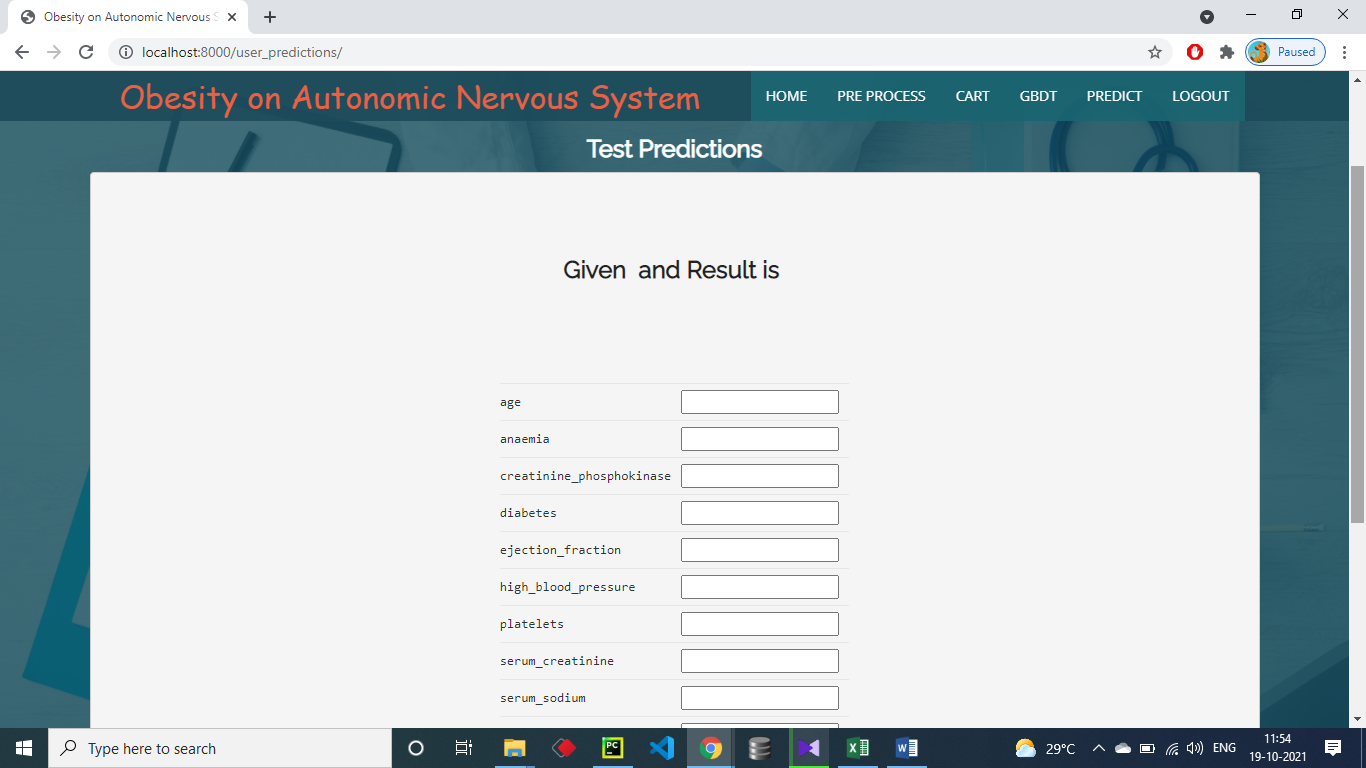 Obesity on Autonomic Nervous S
localhost:8000/user_predictions/
Paused
Obesity on Autonomic Nervous System
HOME PRE PROCESS CART GBDT PREDICT LOGOUT
Test Predictions
Given and Result is
age
anaemia
creatinine_phosphokinase
diabetes
ejection_fraction
high_blood_pressure
platelets
serum_creatinine
serum_sodium
Type here to search
PC
29°C
ENG
11:54
19-10-2021